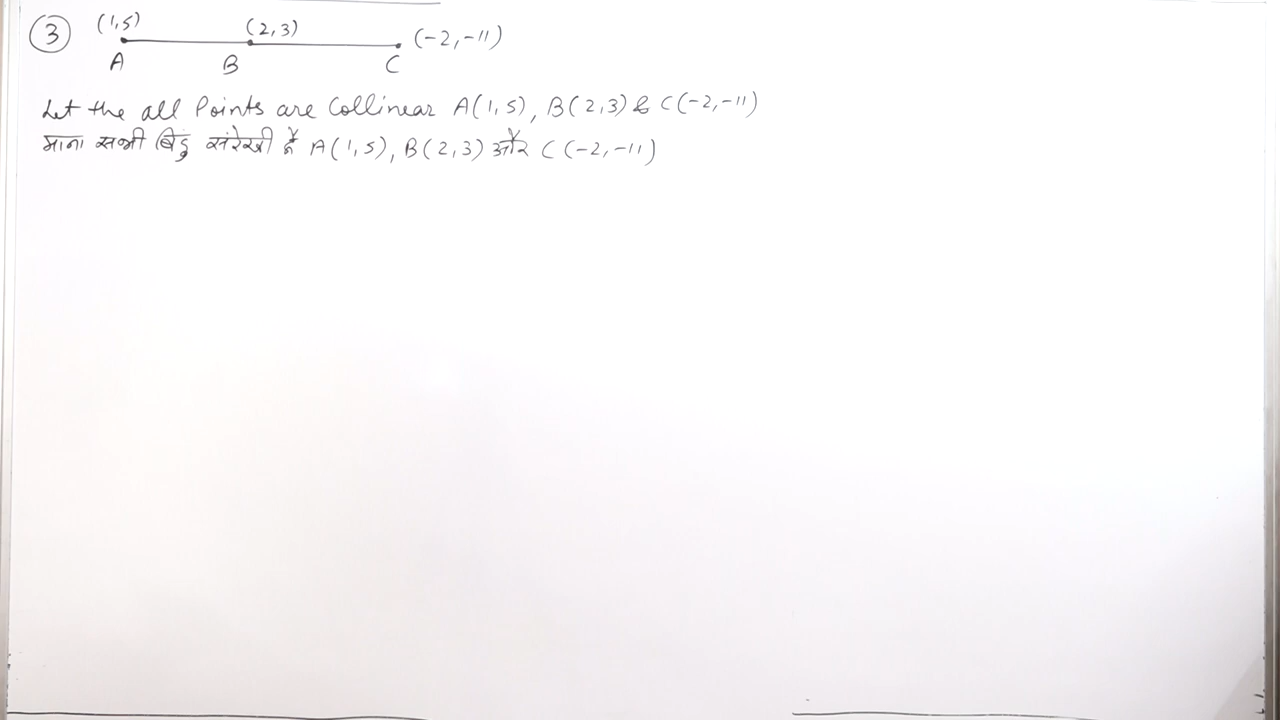 ③ (1,5) (2,3) (-2,-11)
A B C
Let the all Points are Collinear A(1,5), B(2,3) & C(-2,-11)
माना सभी बिंदु संरेखी हैं A(1,5), B(2,3) और C(-2,-11)